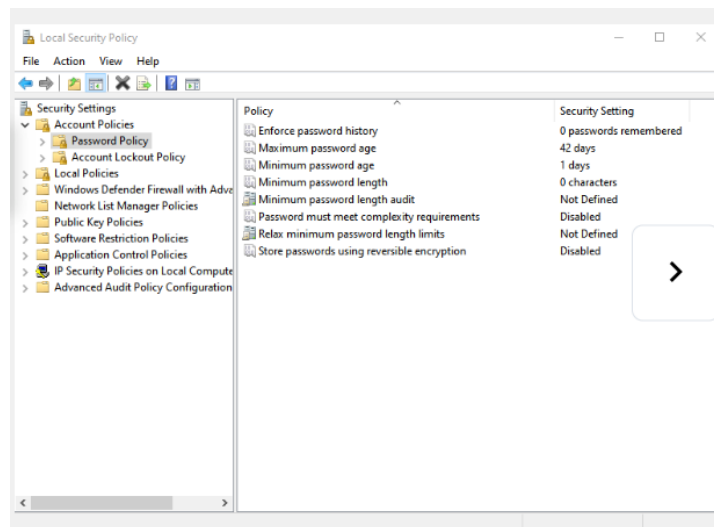 Local Security Policy
File Action View Help
Security Settings
Account Policies
Password Policy
Account Lockout Policy
Local Policies
Windows Defender Firewall with Adva
Network List Manager Policies
Public Key Policies
Software Restriction Policies
Application Control Policies
IP Security Policies on Local Compute
Advanced Audit Policy Configuration
Policy Security Setting
Enforce password history 0 passwords remembered
Maximum password age 42 days
Minimum password age 1 days
Minimum password length 0 characters
Minimum password length audit Not Defined
Password must meet complexity requirements Disabled
Relax minimum password length limits Not Defined
Store passwords using reversible encryption Disabled